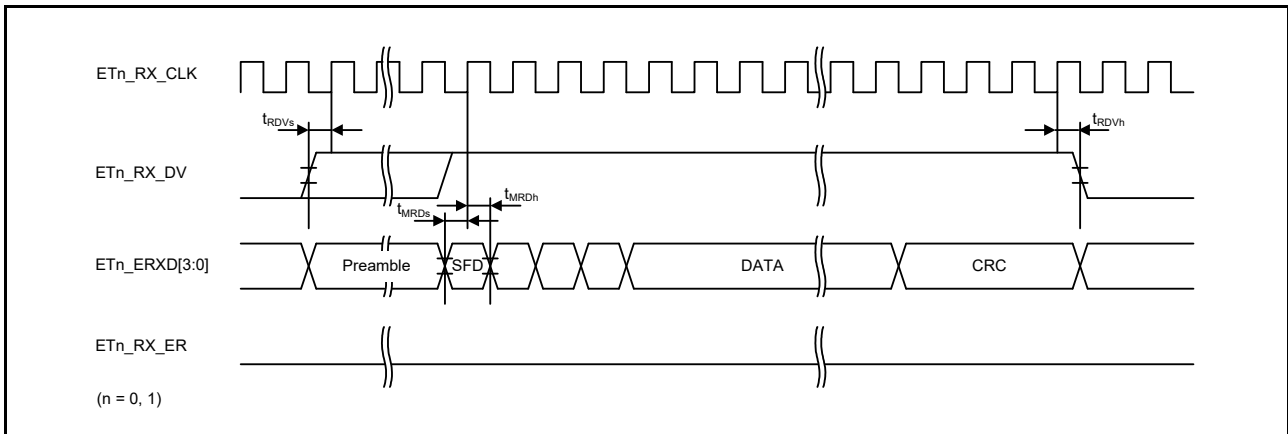 ETn_RX_CLK
tRDVs
tRDVh
ETn_RX_DV
tMRDs
tMRDh
ETn_ERXD[3:0]
Preamble
SFD
DATA
CRC
ETn_RX_ER
(n = 0, 1)